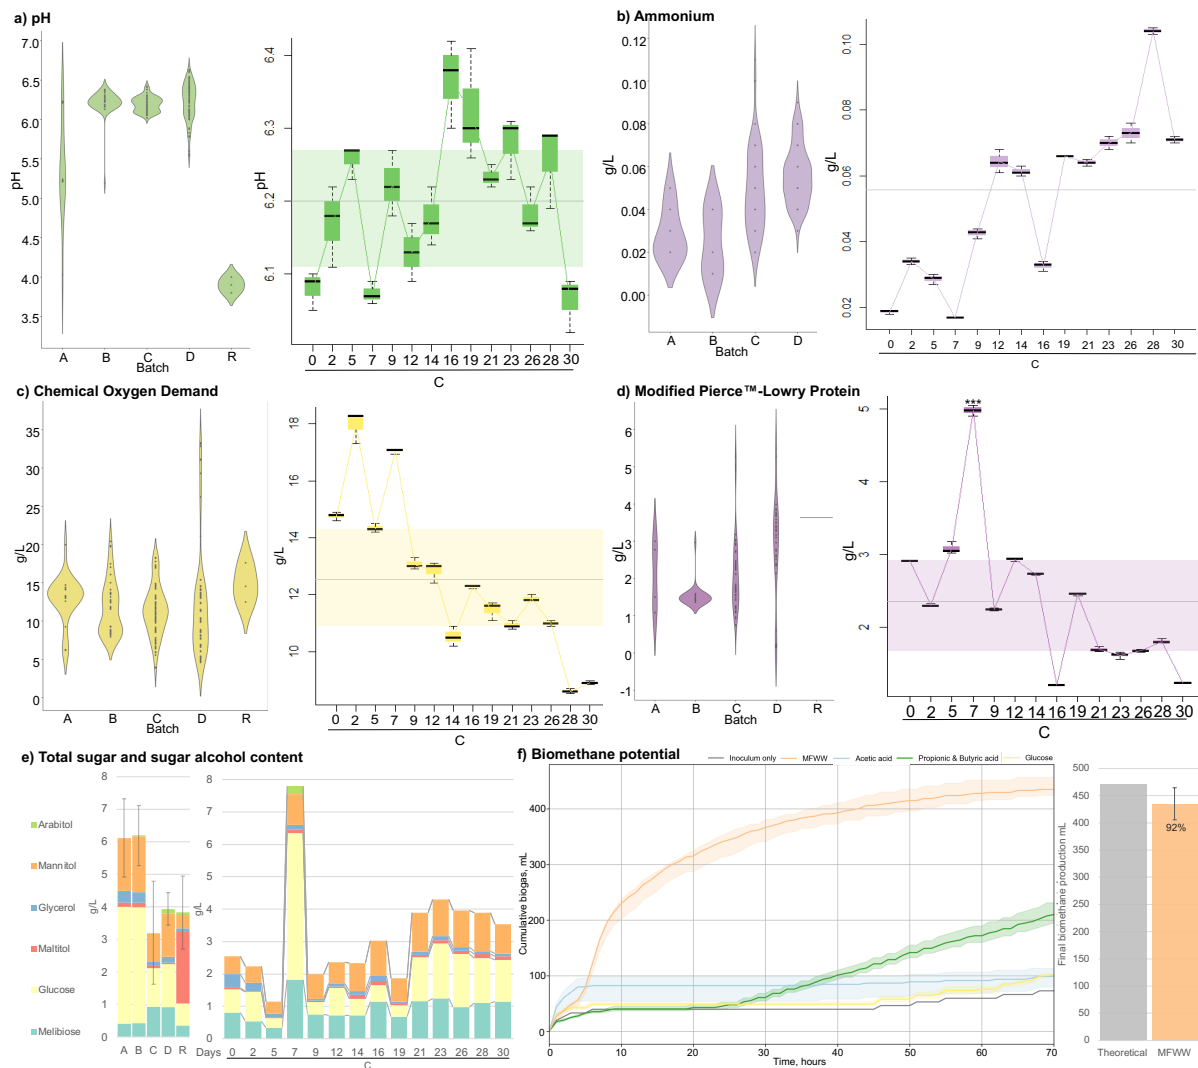 a) pH
7.0
6.5
6.0
5.5
5.0
4.5
4.0
3.5
pH
A B C D R
Batch
6.4
6.3
6.2
6.1
pH
0 2 5 7 9 12 14 16 19 21 23 26 28 30
C
b) Ammonium
0.12
0.10
0.08
0.06
0.04
0.02
0.00
g/L
A B C D
Batch
0.10
0.08
0.06
0.04
0.02
g/L
0 2 5 7 9 12 14 16 19 21 23 26 28 30
C
c) Chemical Oxygen Demand
35
30
25
20
15
10
5
0
g/L
A B C D R
Batch
18
16
14
12
10
g/L
0 2 5 7 9 12 14 16 19 21 23 26 28 30
C
d) Modified Pierce™-Lowry Protein
6
5
4
3
2
1
0
-1
g/L
A B C D R
Batch
***
5
4
3
2
g/L
0 2 5 7 9 12 14 16 19 21 23 26 28 30
C
e) Total sugar and sugar alcohol content
Arabitol
Mannitol
Glycerol
Maltitol
Glucose
Melibiose
8
7
6
5
4
3
2
1
0
g/L
A B C D R
8
7
6
5
4
3
2
1
0
g/L
Days 0 2 5 7 9 12 14 16 19 21 23 26 28 30
C
f) Biomethane potential
Inoculum only MFWW Acetic acid Propionic & Butyric acid Glucose
400
300
200
100
0
Cumulative biogas, mL
0 10 20 30 40 50 60 70
Time, hours
500
450
400
350
300
250
200
150
100
50
0
Final biomethane production mL
92%
Theoretical MFWW